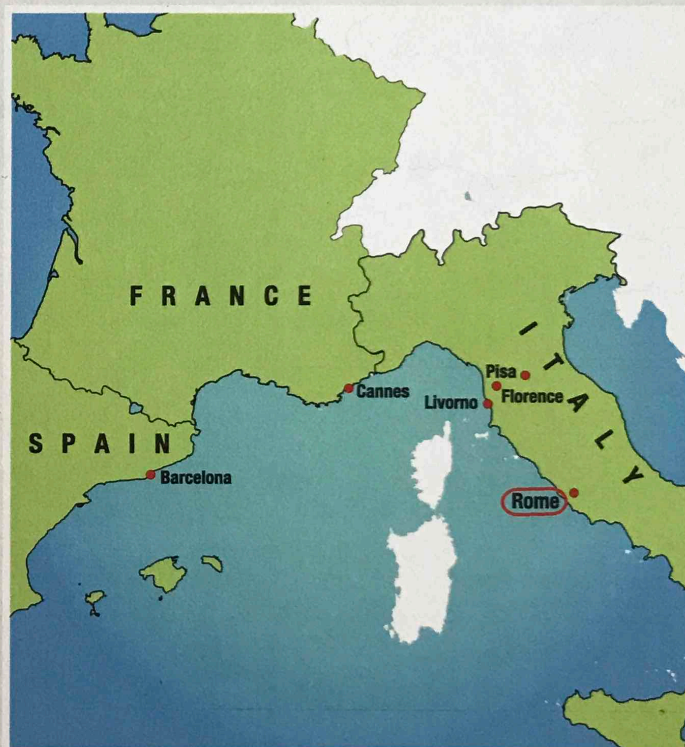 FRANCE
ITALY
Pisa
Cannes
Florence
Livorno
SPAIN
Barcelona
Rome